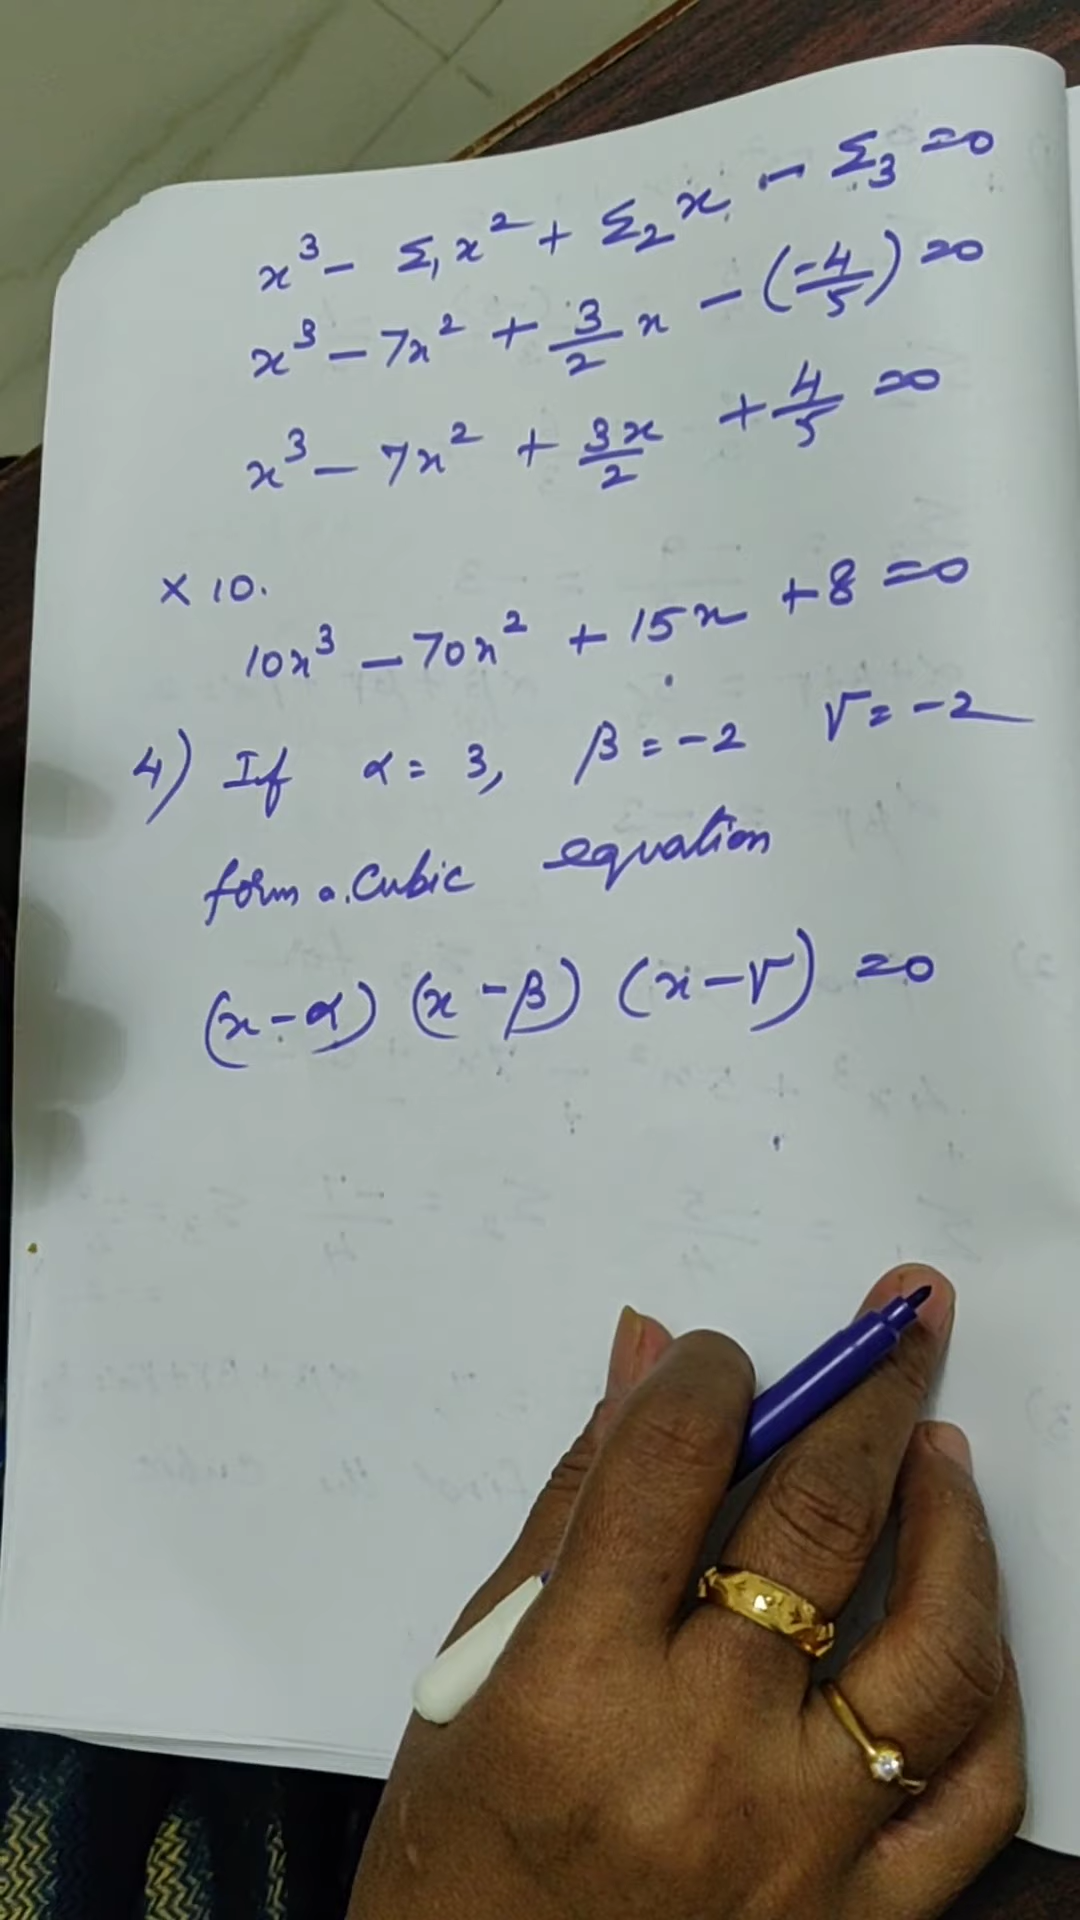 x³ - Σ₁x² + Σ₂x - Σ₃ = 0
x³ - 7x² + 3/2 x - (-4/5) = 0
x³ - 7x² + 3x/2 + 4/5 = 0
× 10.
10x³ - 70x² + 15x + 8 = 0
4) If α = 3, β = -2 γ = -2
form a cubic equation
(x - α) (x - β) (x - γ) = 0